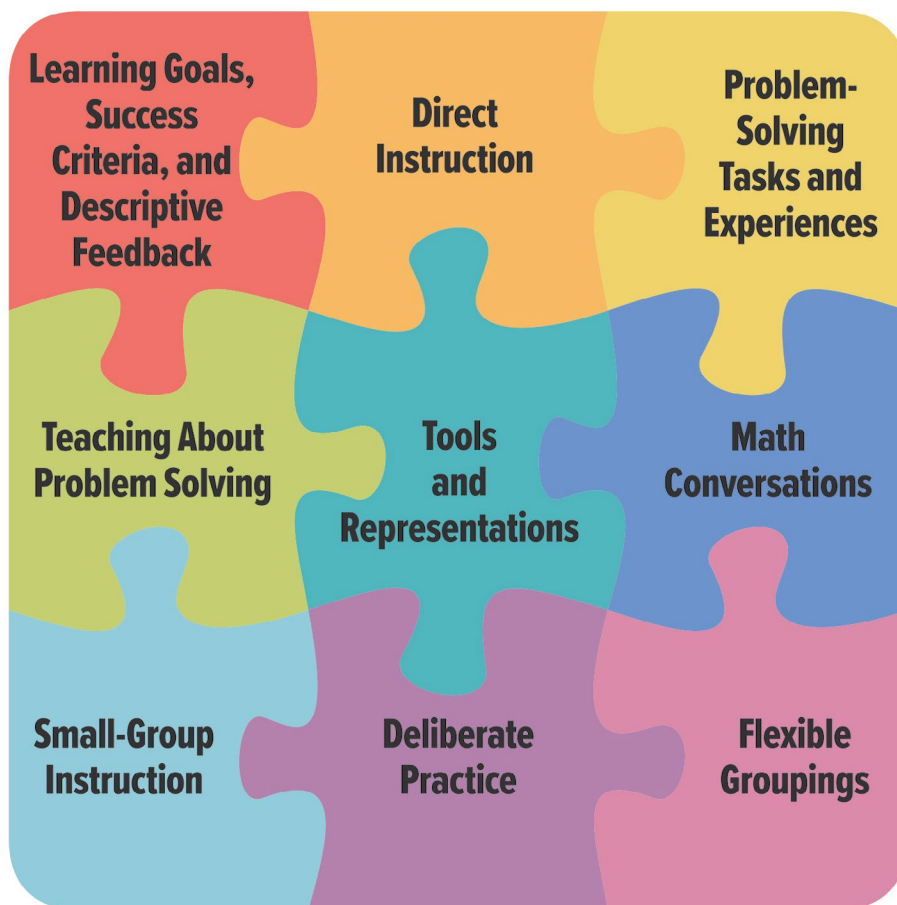 Learning Goals,
Success
Criteria, and
Descriptive
Feedback
Direct
Instruction
Problem-
Solving
Tasks and
Experiences
Teaching About
Problem Solving
Tools
and
Representations
Math
Conversations
Small-Group
Instruction
Deliberate
Practice
Flexible
Groupings